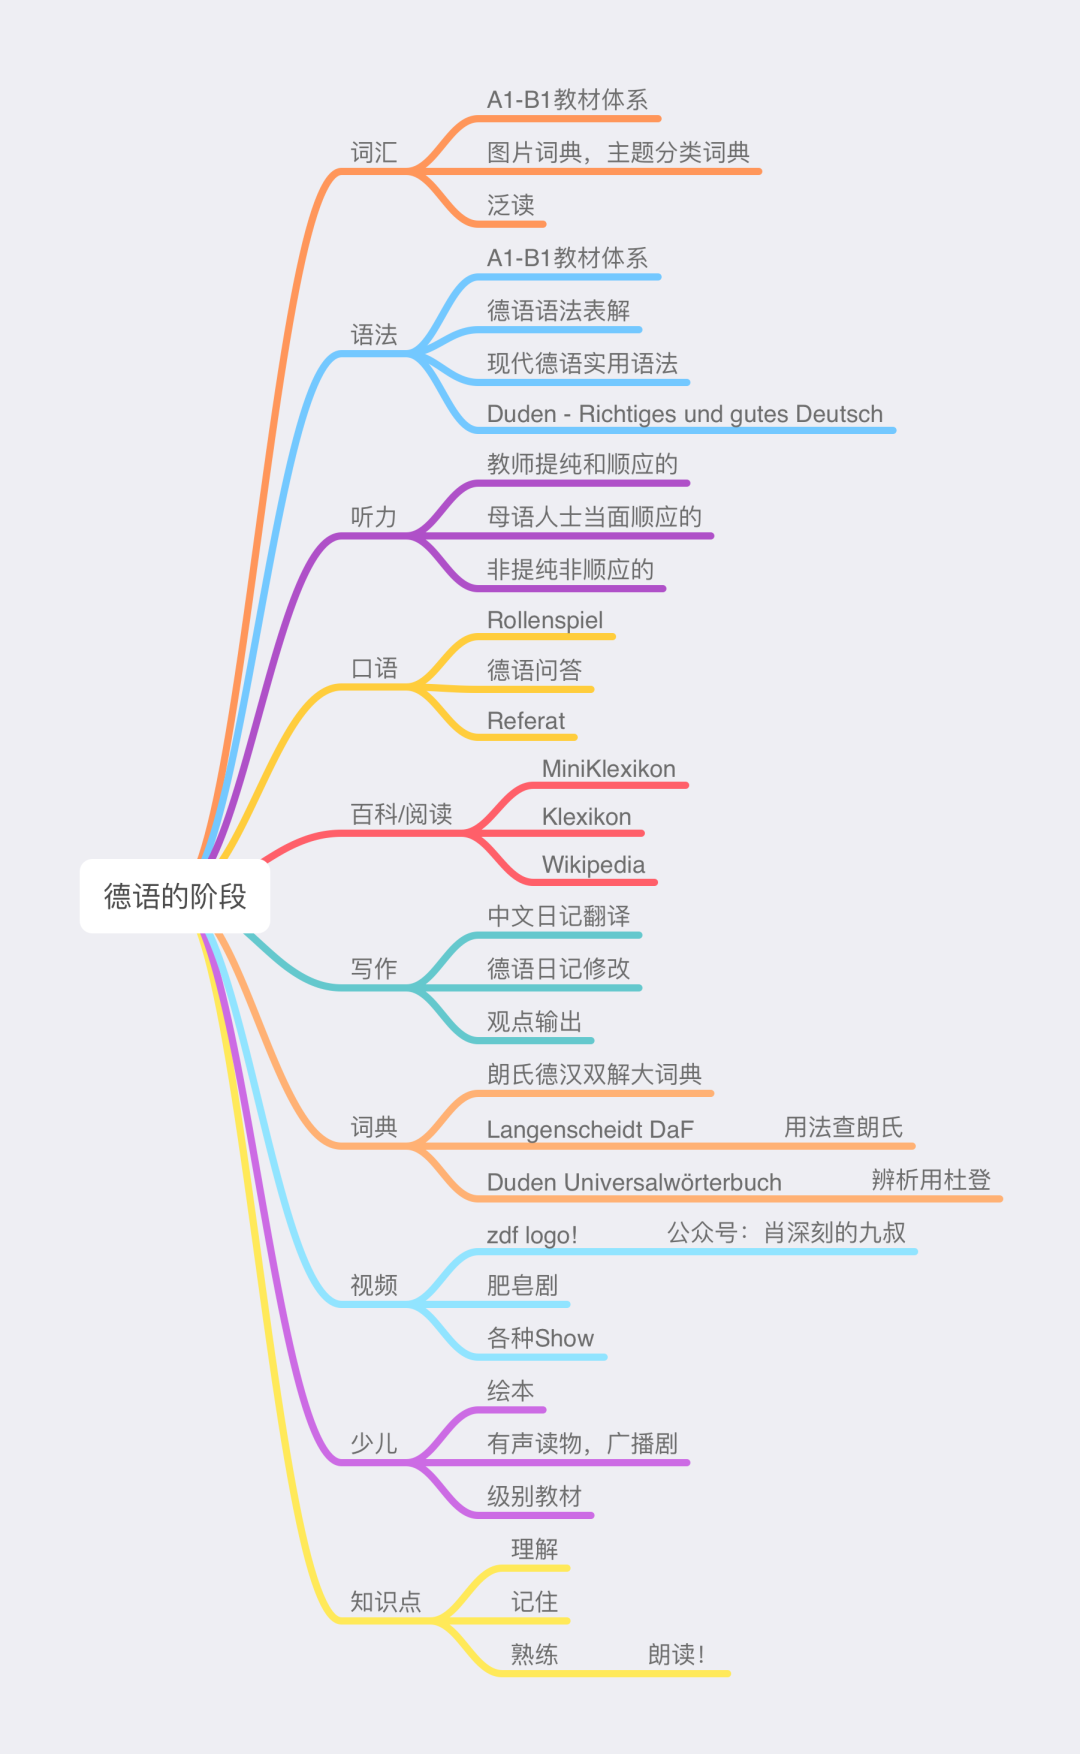 德语的阶段
词汇
A1-B1教材体系
图片词典，主题分类词典
泛读
语法
A1-B1教材体系
德语语法表解
现代德语实用语法
Duden - Richtiges und gutes Deutsch
听力
教师提纯和顺应的
母语人士当面顺应的
非提纯非顺应的
口语
Rollenspiel
德语问答
Referat
百科/阅读
MiniKlexikon
Klexikon
Wikipedia
写作
中文日记翻译
德语日记修改
观点输出
词典
朗氏德汉双解大词典
Langenscheidt DaF 用法查朗氏
Duden Universalwörterbuch 辨析用杜登
视频
zdf logo! 公众号：肖深刻的九叔
肥皂剧
各种Show
少儿
绘本
有声读物，广播剧
级别教材
知识点
理解
记住
熟练 朗读！